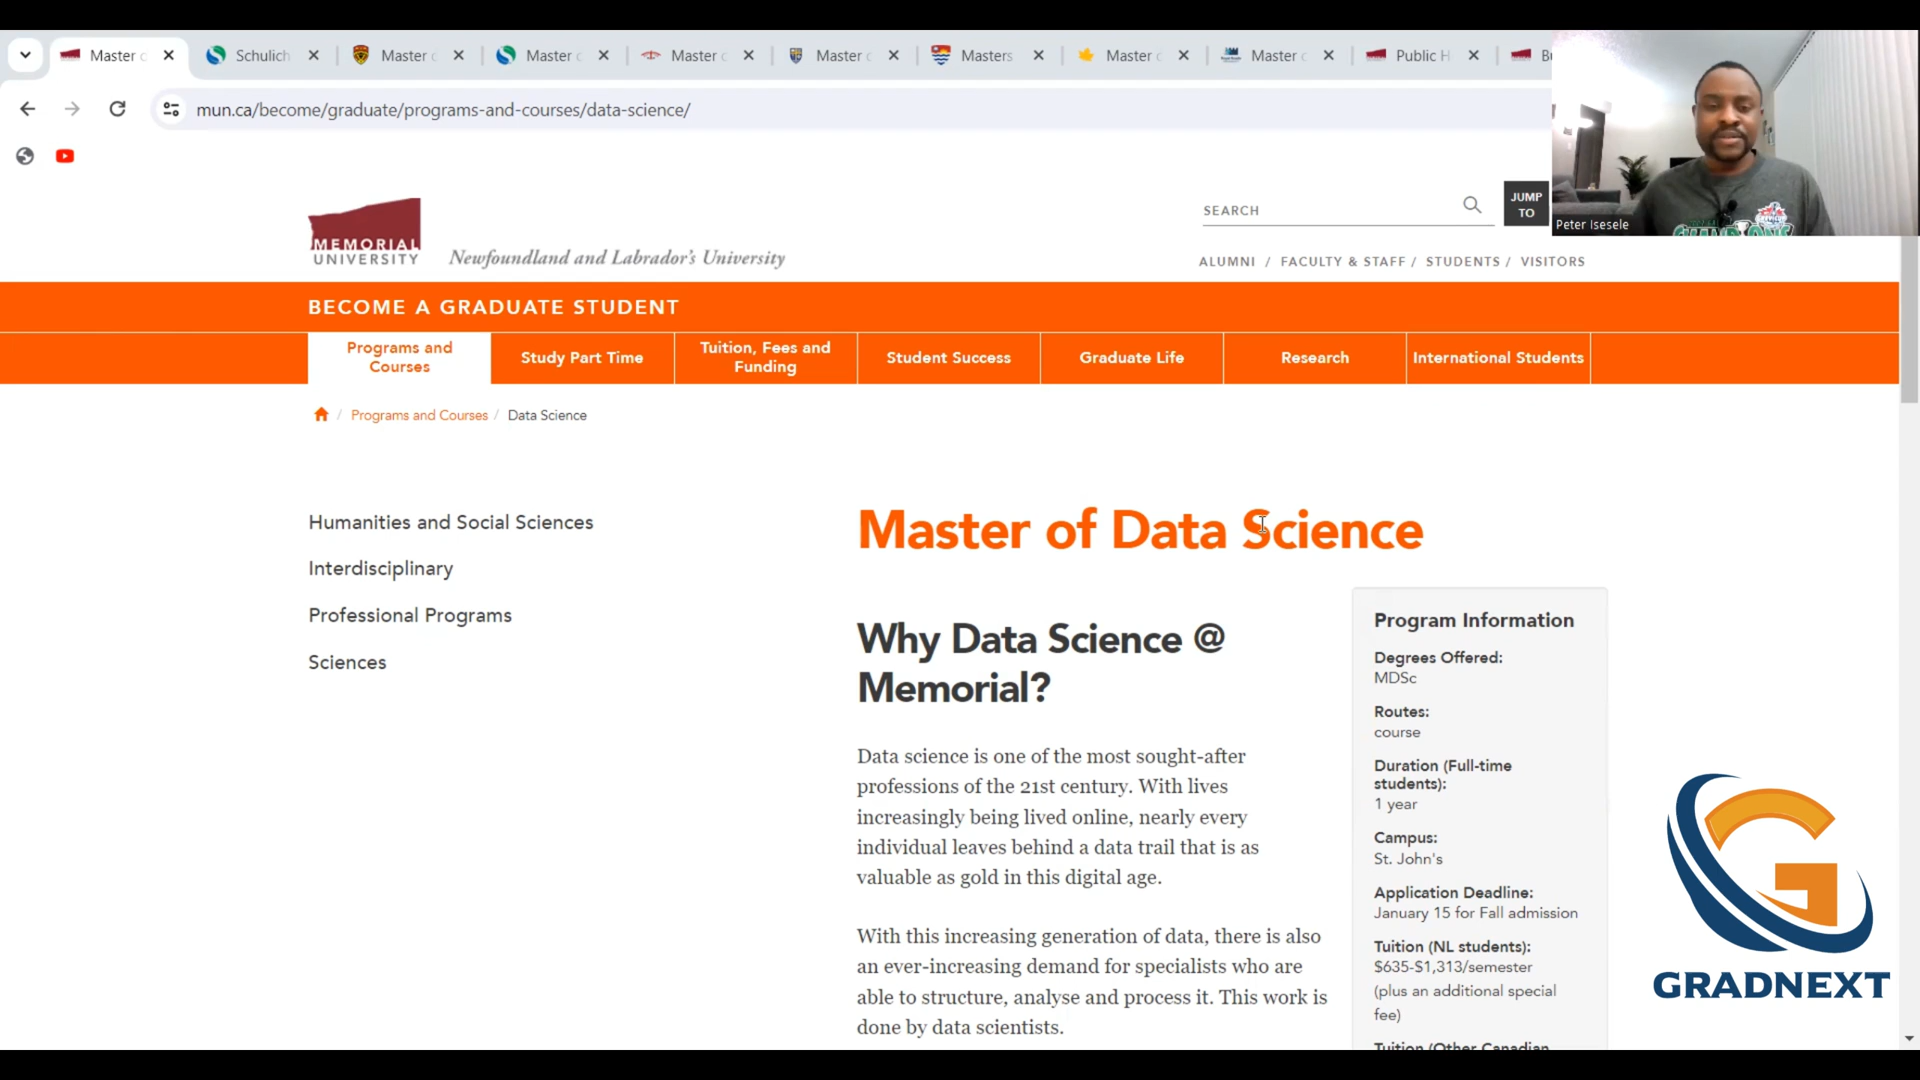 Master c
Schulich
Master c
Master c
Master c
Master c
Masters
Master c
Master c
Public H
mun.ca/become/graduate/programs-and-courses/data-science/
MEMORIAL
UNIVERSITY
Newfoundland and Labrador's University
SEARCH
JUMP
TO
Peter Isesele
ALUMNI / FACULTY & STAFF / STUDENTS / VISITORS
BECOME A GRADUATE STUDENT
Programs and
Courses
Study Part Time
Tuition, Fees and
Funding
Student Success
Graduate Life
Research
International Students
/ Programs and Courses / Data Science
Humanities and Social Sciences
Interdisciplinary
Professional Programs
Sciences
Master of Data Science
Why Data Science @
Memorial?
Data science is one of the most sought-after
professions of the 21st century. With lives
increasingly being lived online, nearly every
individual leaves behind a data trail that is as
valuable as gold in this digital age.
With this increasing generation of data, there is also
an ever-increasing demand for specialists who are
able to structure, analyse and process it. This work is
done by data scientists.
Program Information
Degrees Offered:
MDSc
Routes:
course
Duration (Full-time
students):
1 year
Campus:
St. John's
Application Deadline:
January 15 for Fall admission
Tuition (NL students):
$635-$1,313/semester
(plus an additional special
fee)
Tuition (Other Canadian
GRADNEXT